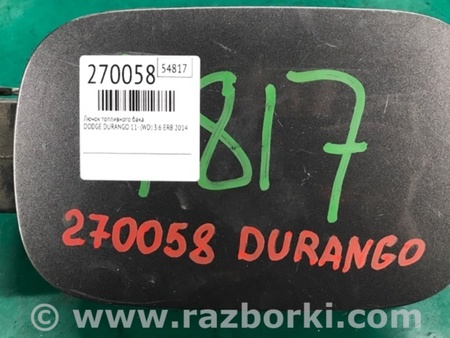 270058 54817
Лючок топливного бака
DODGE DURANGO 11- (WD) 3.6 ERB 2014
817
270058 DURANGO
www.razborki.com